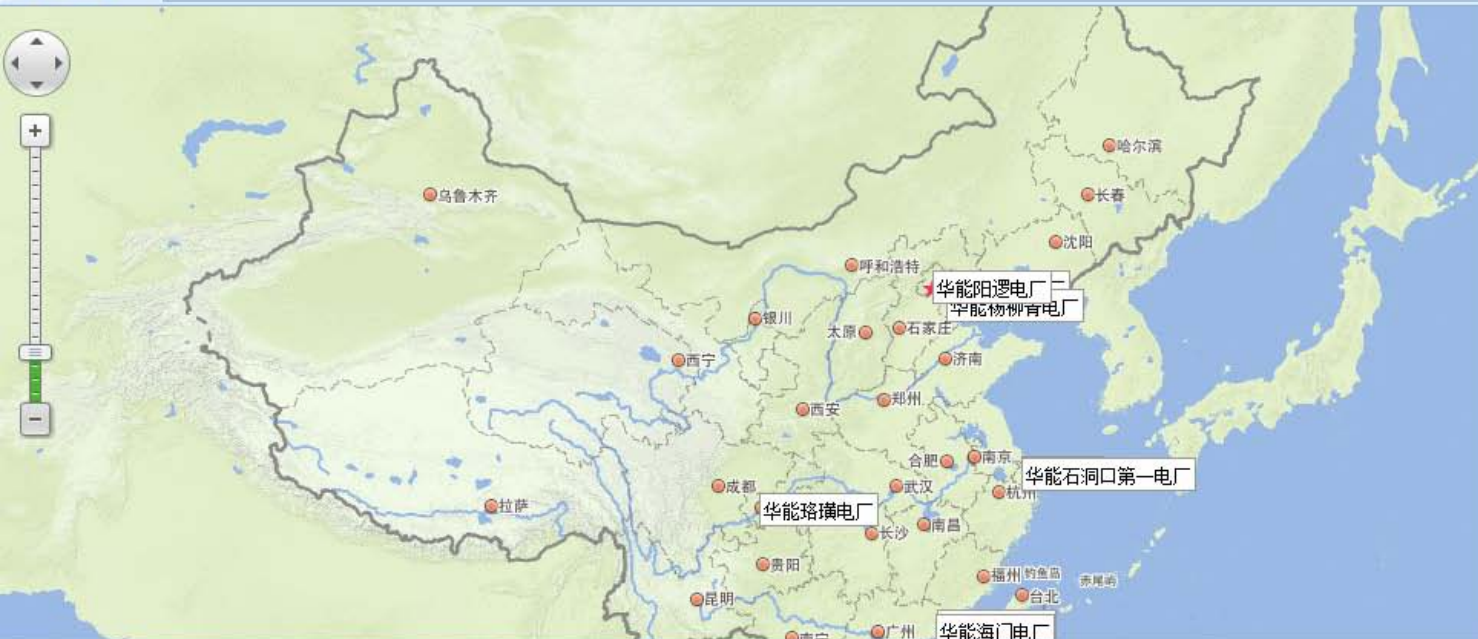 哈尔滨
乌鲁木齐
长春
沈阳
呼和浩特
华能阳逻电厂
华能杨柳青电厂
银川
太原
石家庄
西宁
济南
郑州
西安
合肥
南京
华能石洞口第一电厂
成都
武汉
杭州
拉萨
华能珞璜电厂
南昌
长沙
贵阳
福州
钓鱼岛
赤尾屿
台北
昆明
广州
华能海门电厂
南宁